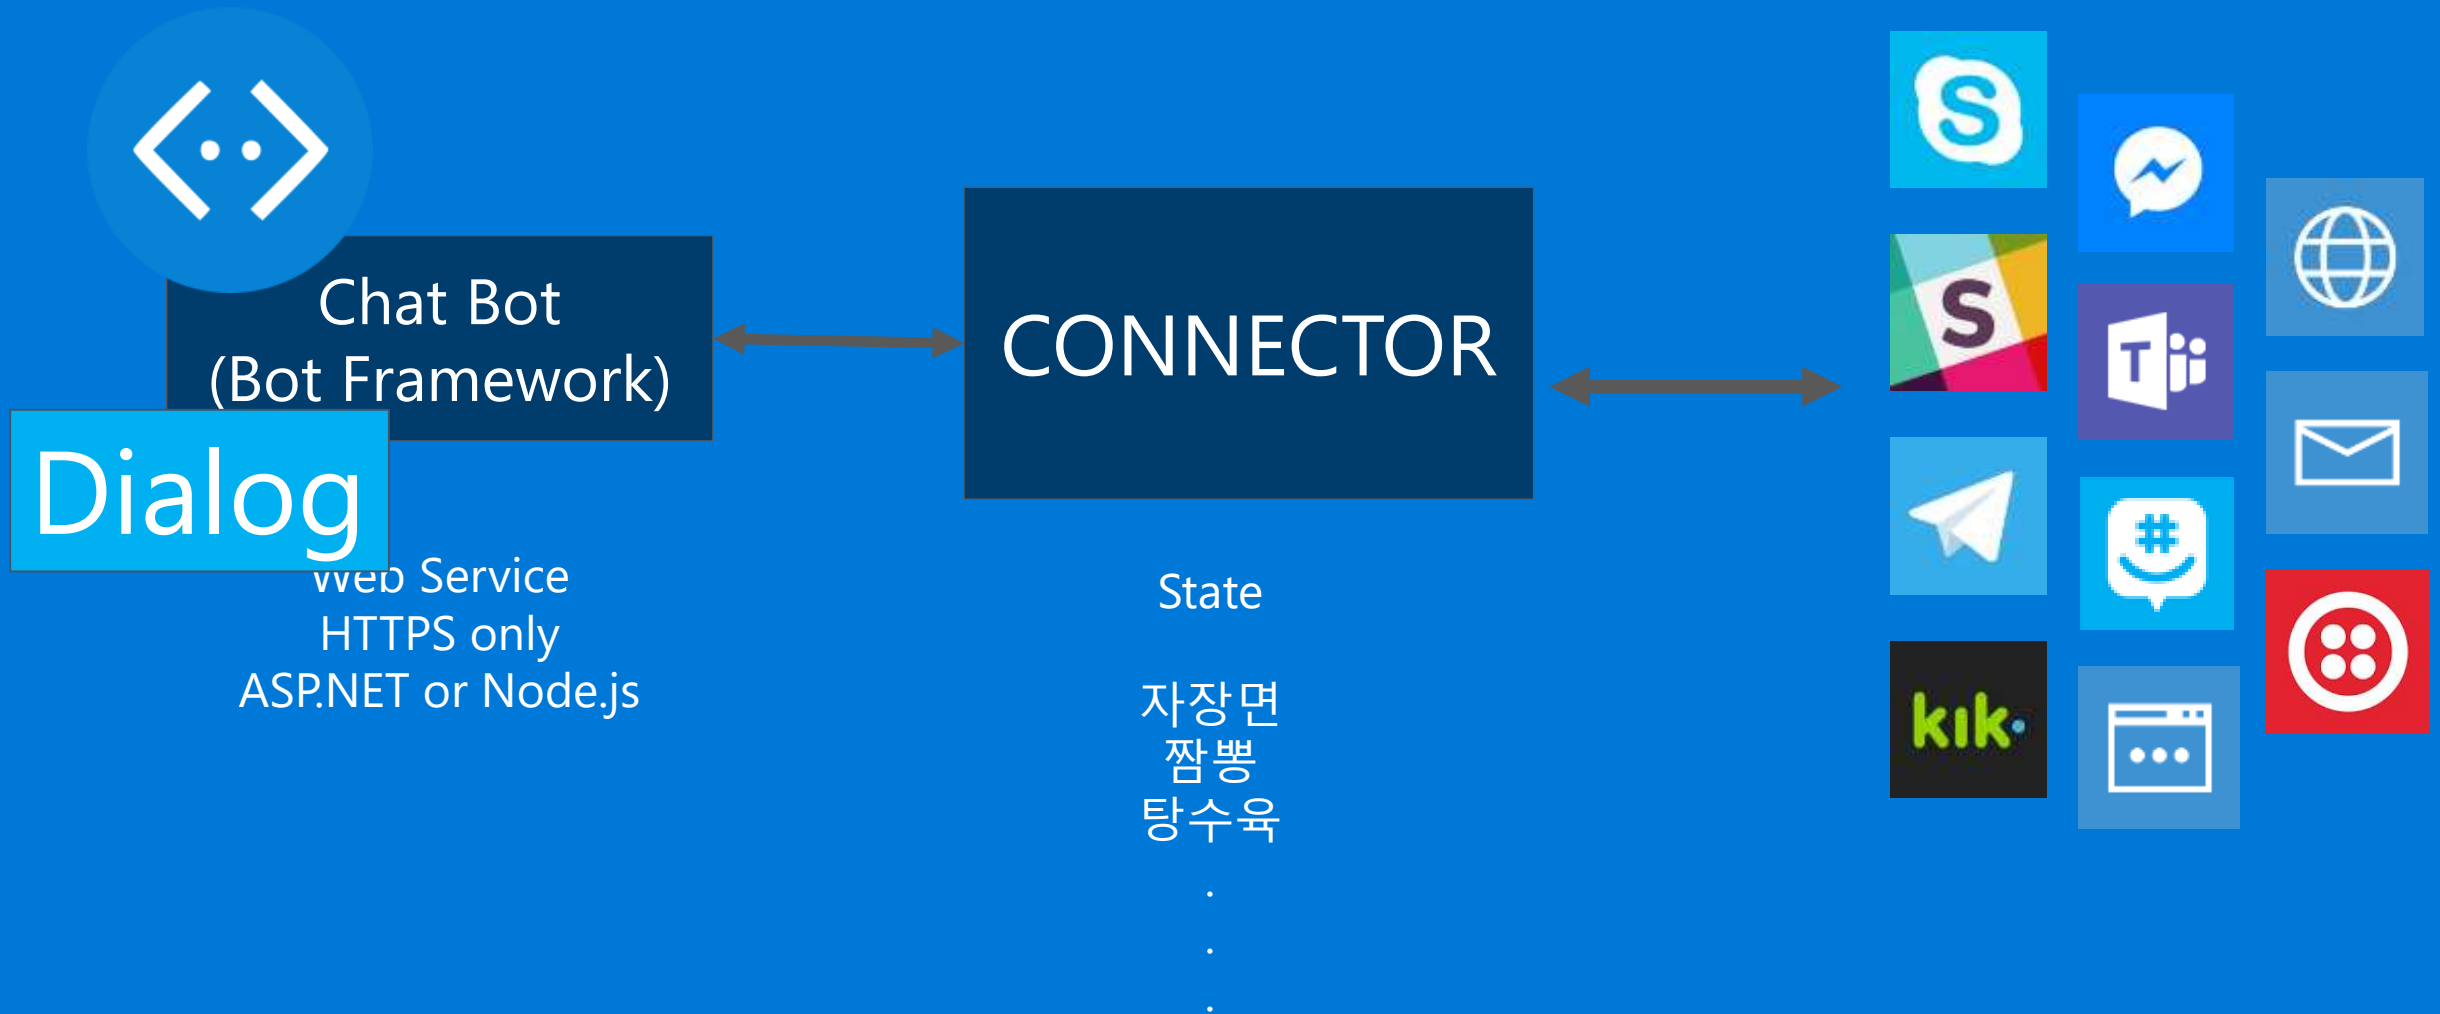 Chat Bot
(Bot Framework)
Dialog
Web Service
HTTPS only
ASP.NET or Node.js
CONNECTOR
State
자장면
짬뽕
탕수육
.
.
.
S
S
T
#
kik